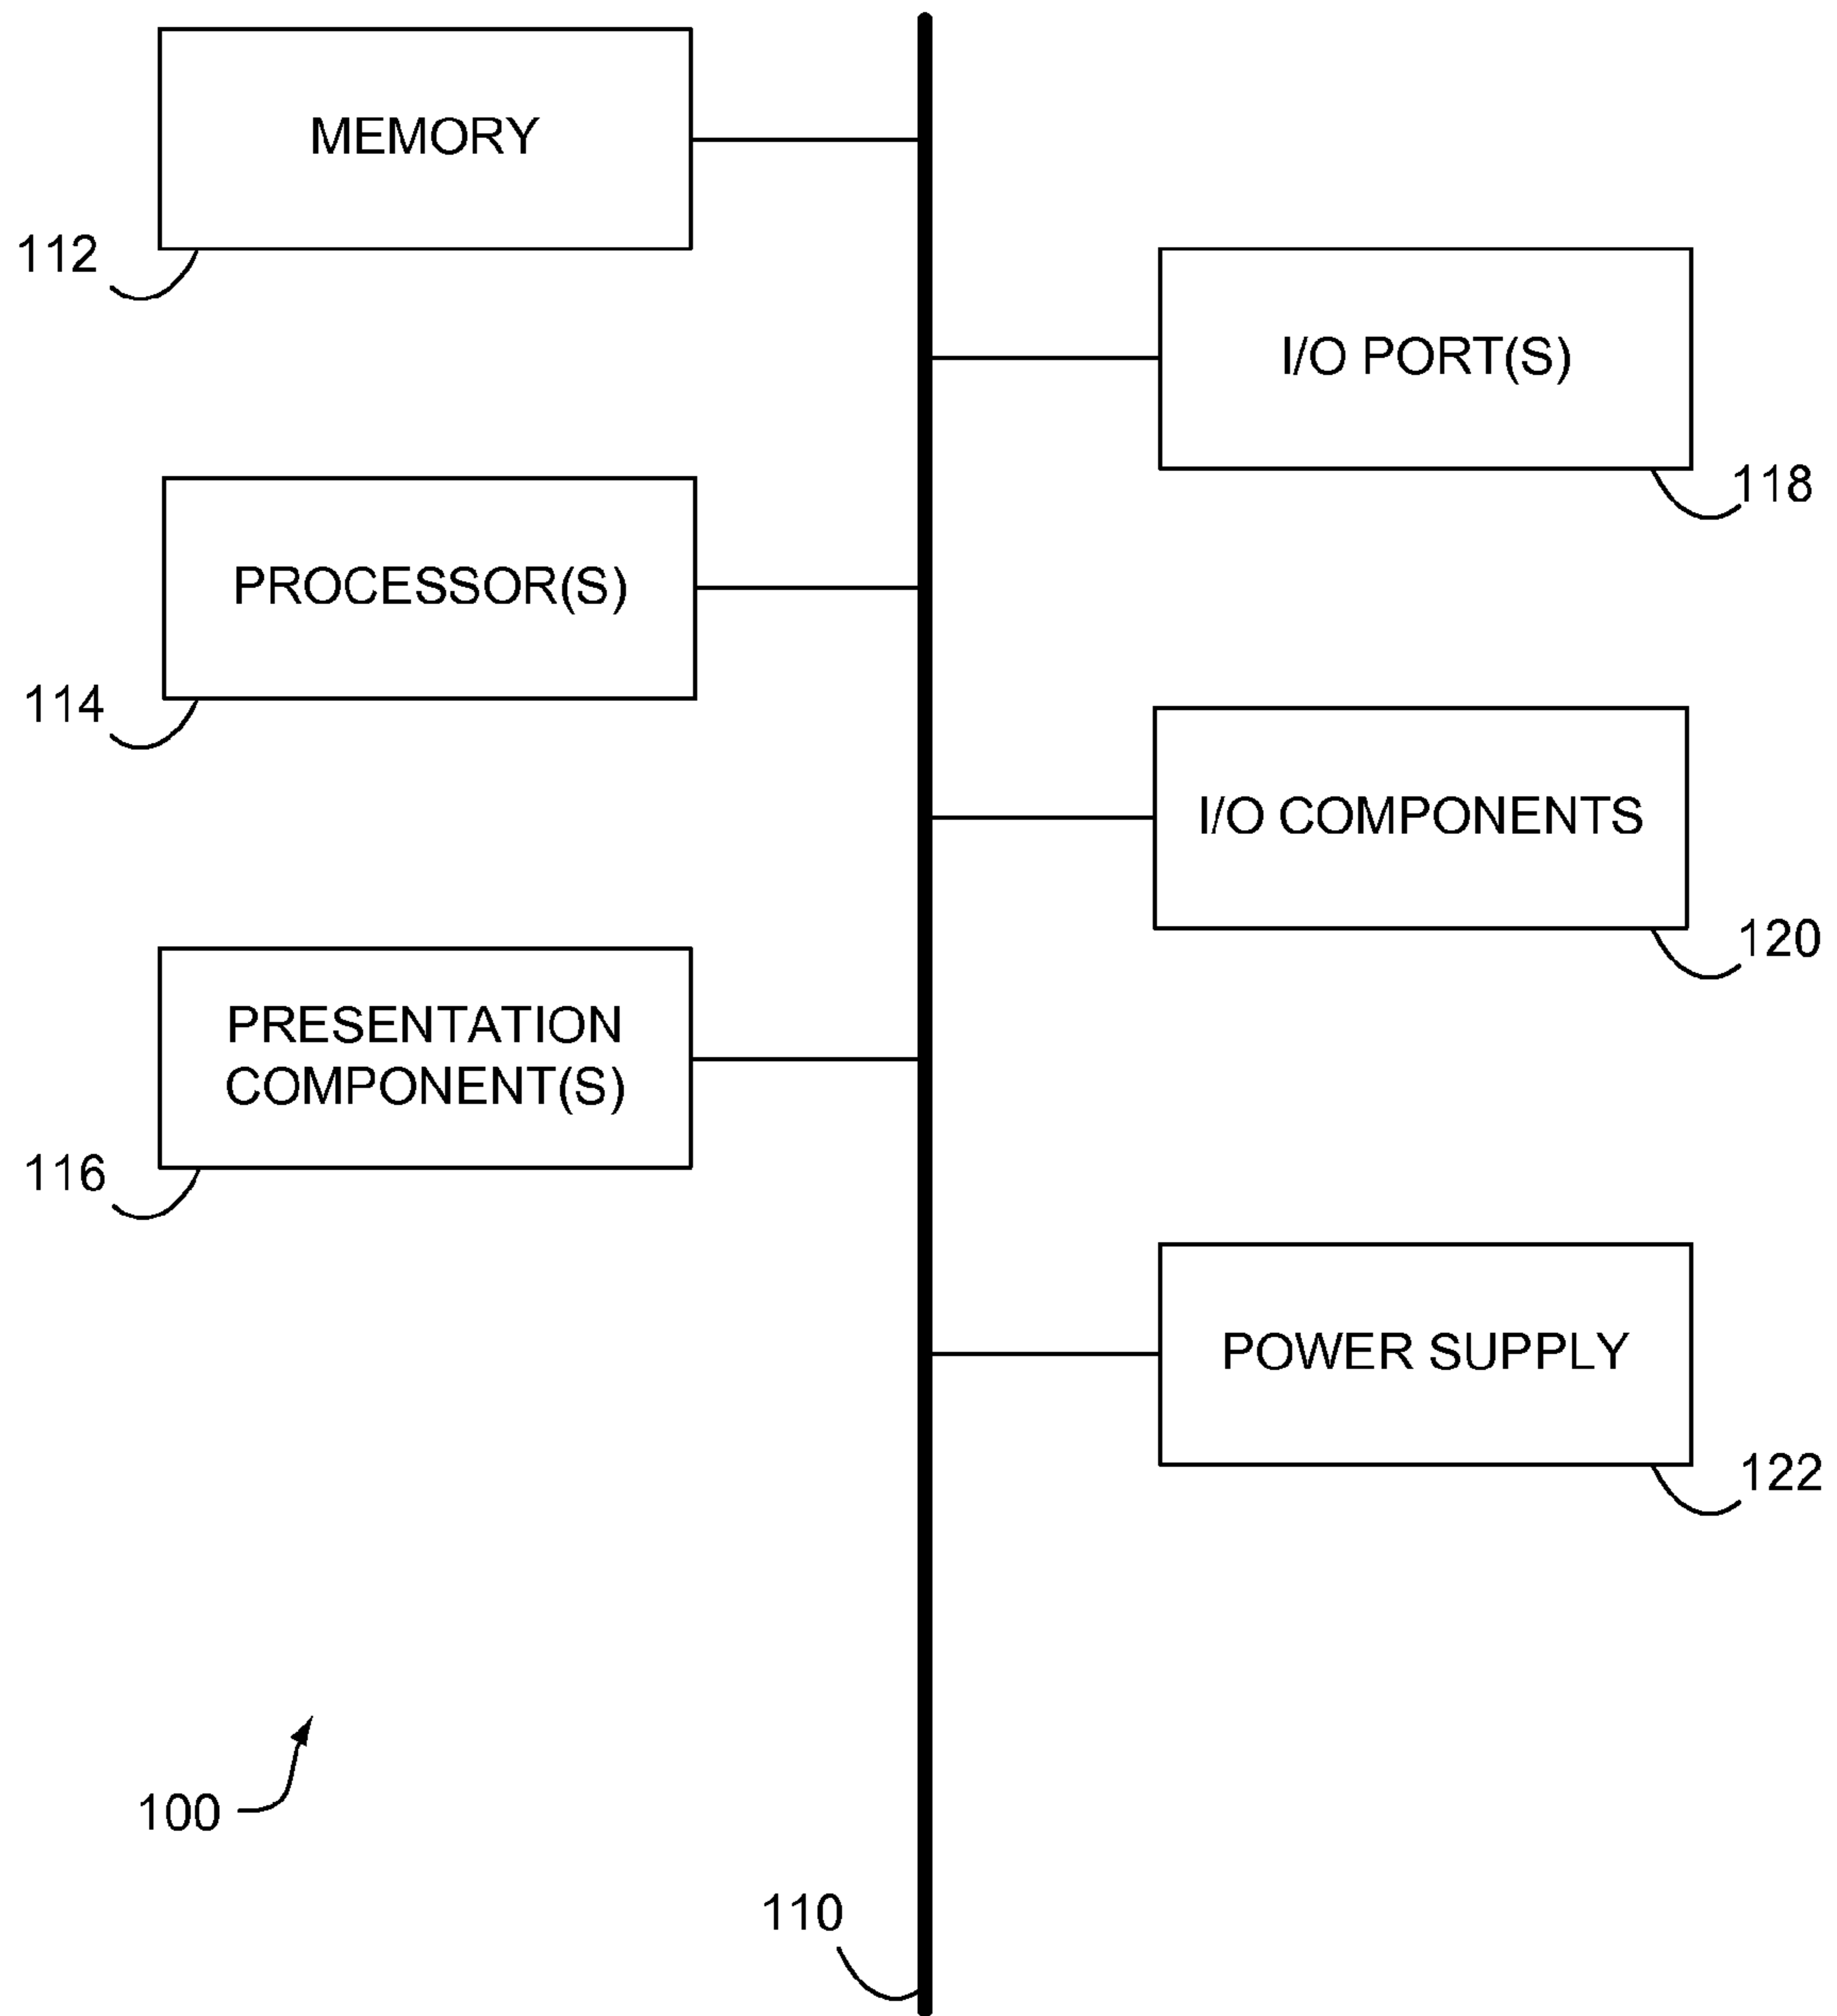 MEMORY
112
I/O PORT(S)
118
PROCESSOR(S)
114
I/O COMPONENTS
120
PRESENTATION
COMPONENT(S)
116
POWER SUPPLY
122
100
110